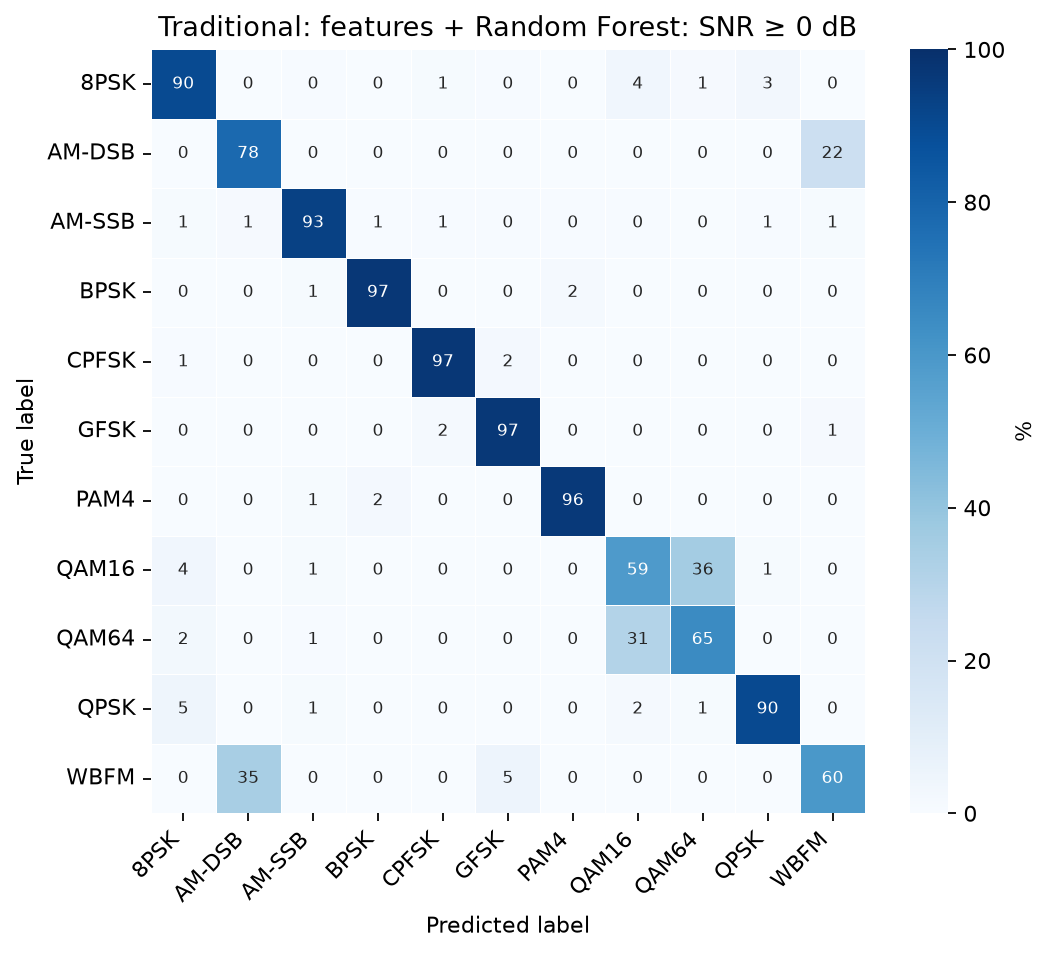 Traditional: features + Random Forest: SNR ≥ 0 dB
8PSK 90 0 0 0 1 0 0 4 1 3 0
AM-DSB 0 78 0 0 0 0 0 0 0 0 22
AM-SSB 1 1 93 1 1 0 0 0 0 1 1
BPSK 0 0 1 97 0 0 2 0 0 0 0
CPFSK 1 0 0 0 97 2 0 0 0 0 0
GFSK 0 0 0 0 2 97 0 0 0 0 1
PAM4 0 0 1 2 0 0 96 0 0 0 0
QAM16 4 0 1 0 0 0 0 59 36 1 0
QAM64 2 0 1 0 0 0 0 31 65 0 0
QPSK 5 0 1 0 0 0 0 2 1 90 0
WBFM 0 35 0 0 0 5 0 0 0 0 60
True label
8PSK AM-DSB AM-SSB BPSK CPFSK GFSK PAM4 QAM16 QAM64 QPSK WBFM
Predicted label
100
80
60
40
20
0
%